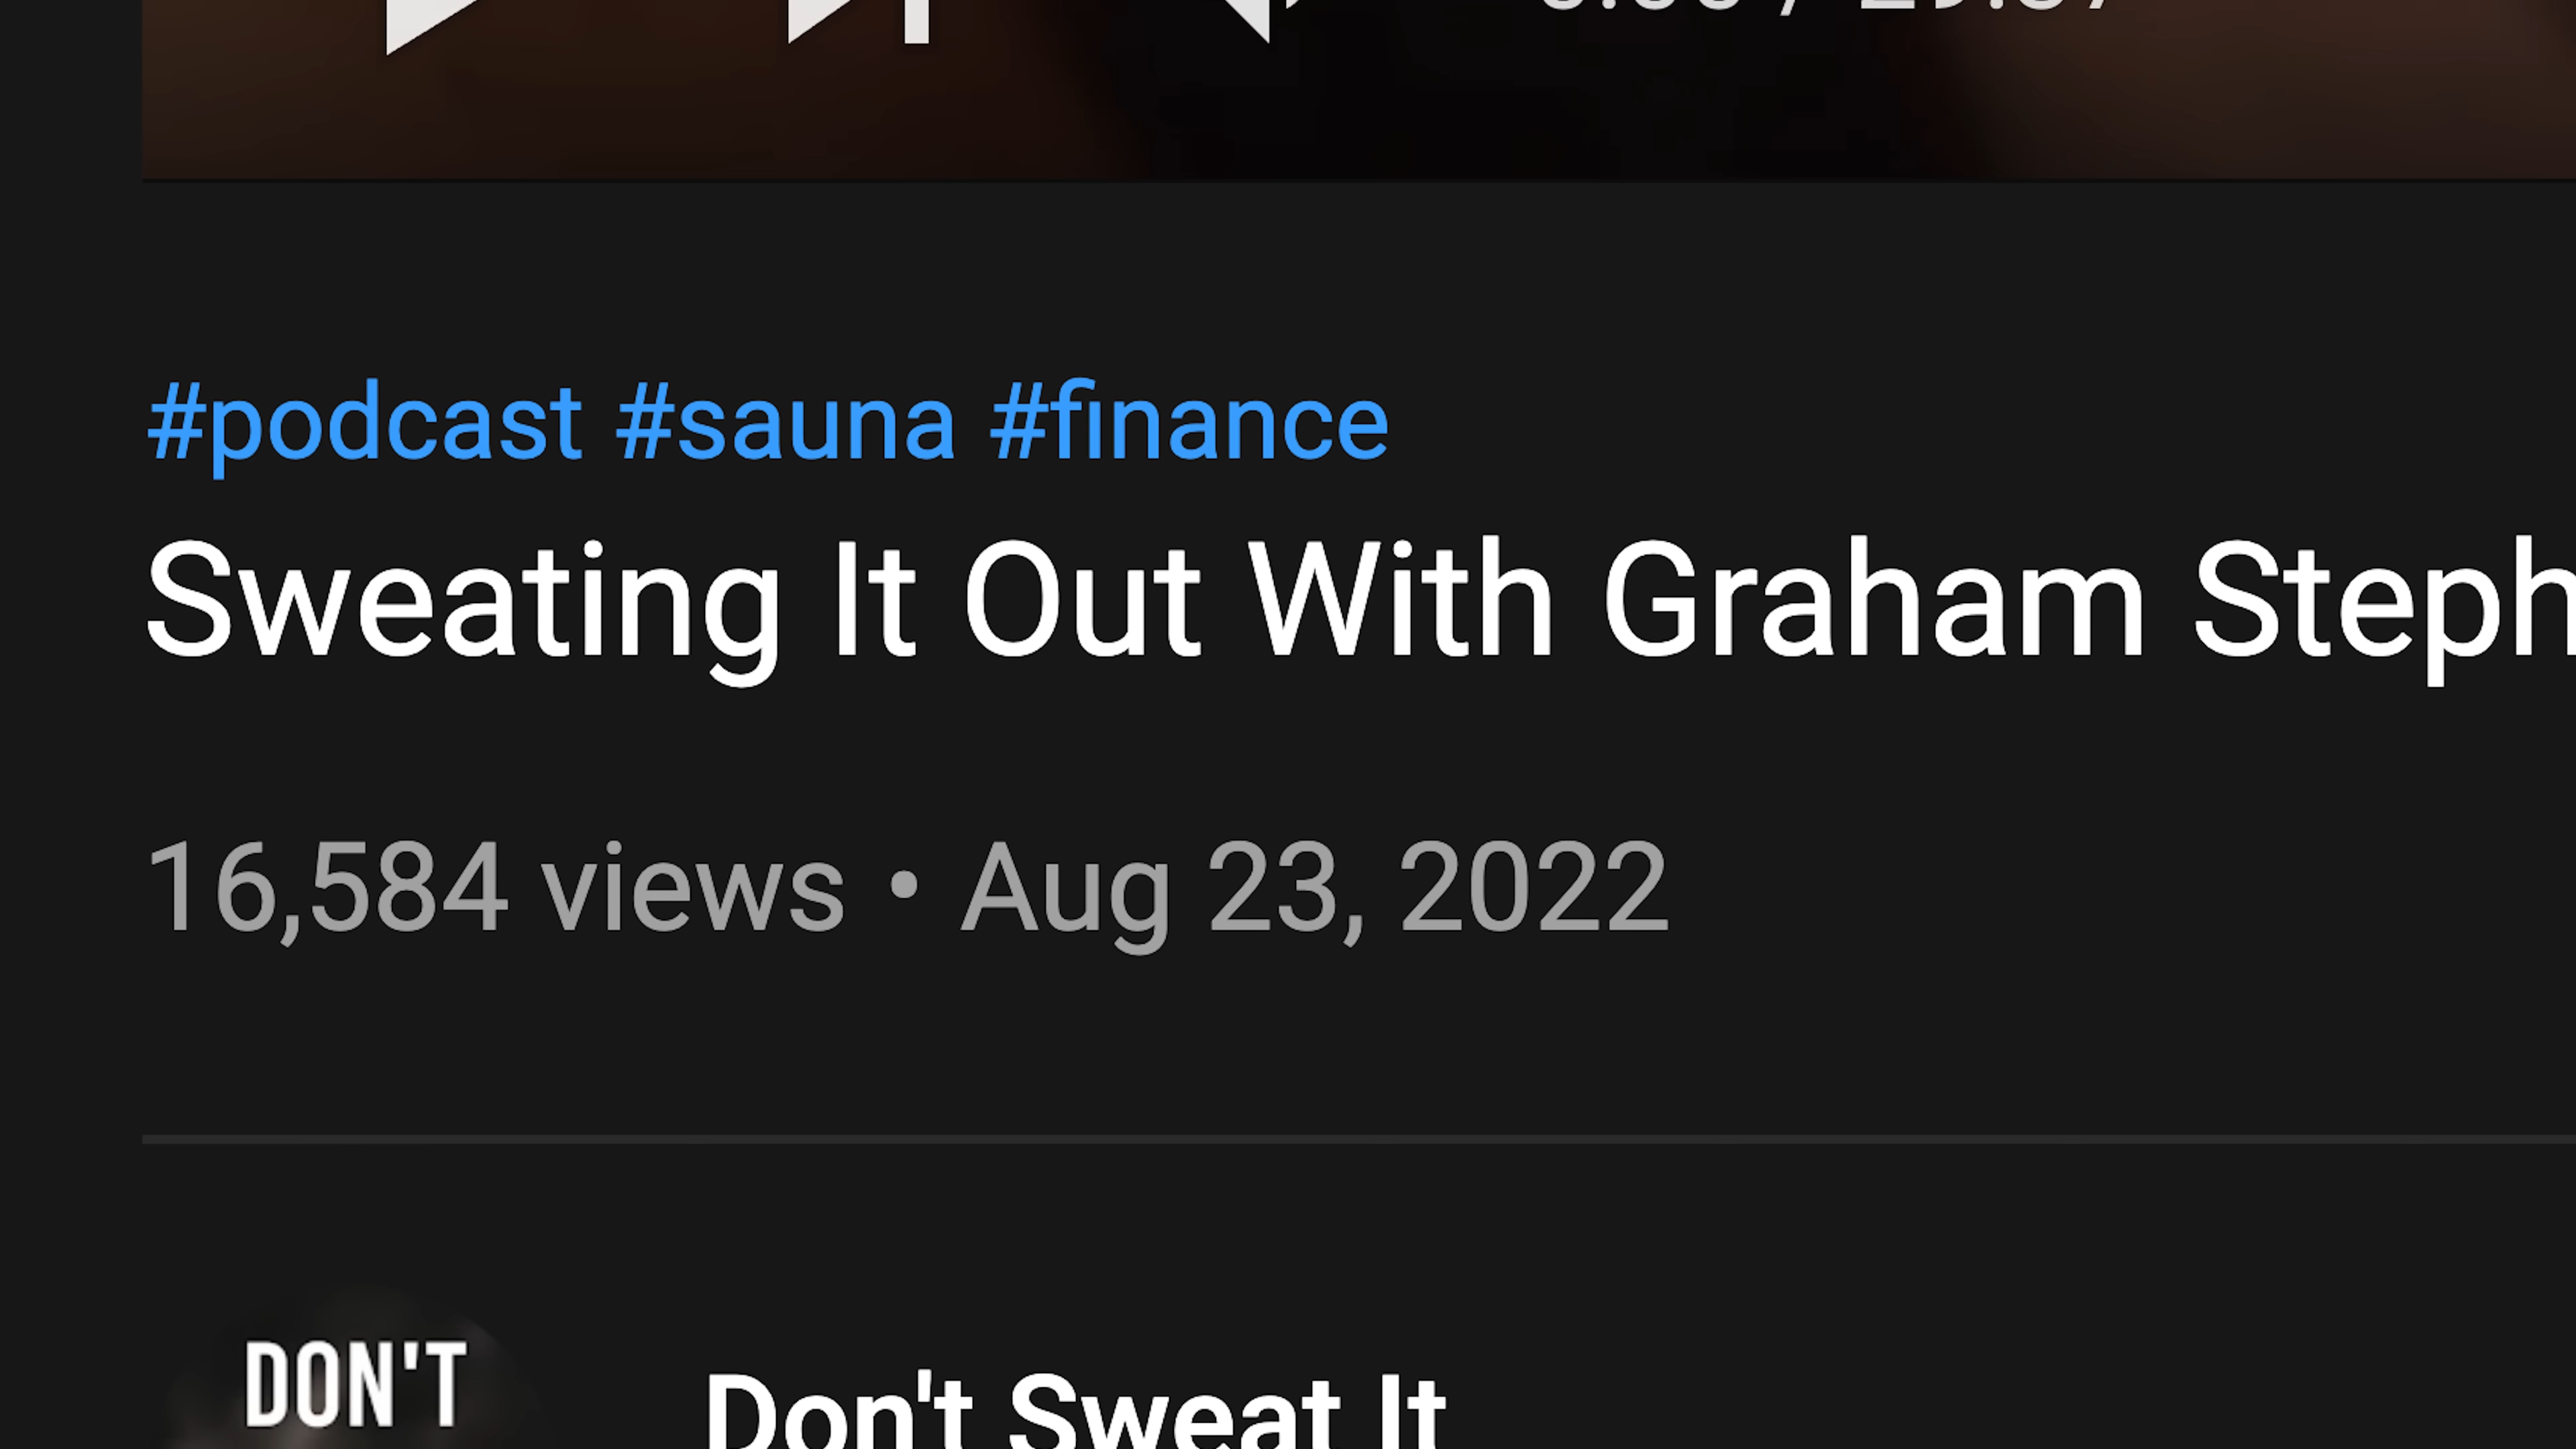 #podcast #sauna #finance
Sweating It Out With Graham Steph
16,584 views • Aug 23, 2022
DON'T
Don't Sweat It